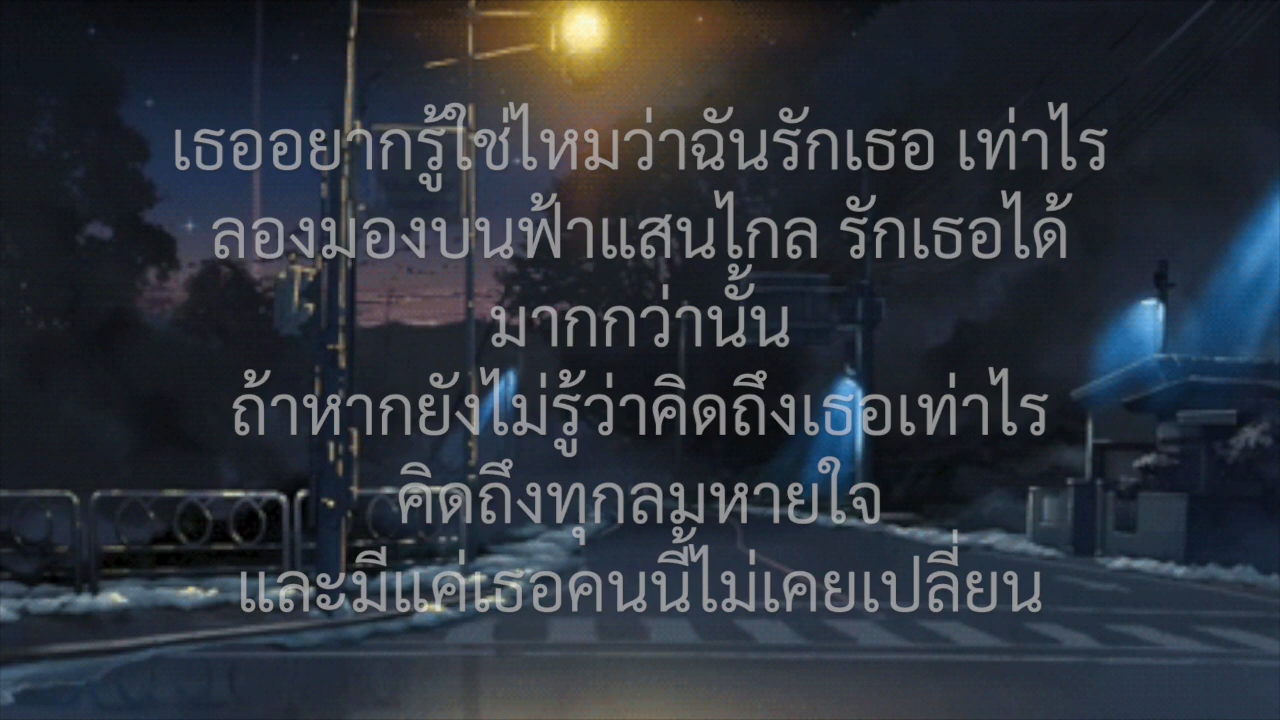 เธออยากรู้ใช่ไหมว่าฉันรักเธอ เท่าไร
ลองมองบนฟ้าแสนไกล รักเธอได้
มากกว่านั้น
ถ้าหากยังไม่รู้ว่าคิดถึงเธอเท่าไร
คิดถึงทุกลมหายใจ
และมีแค่เธอคนนี้ไม่เคยเปลี่ยน